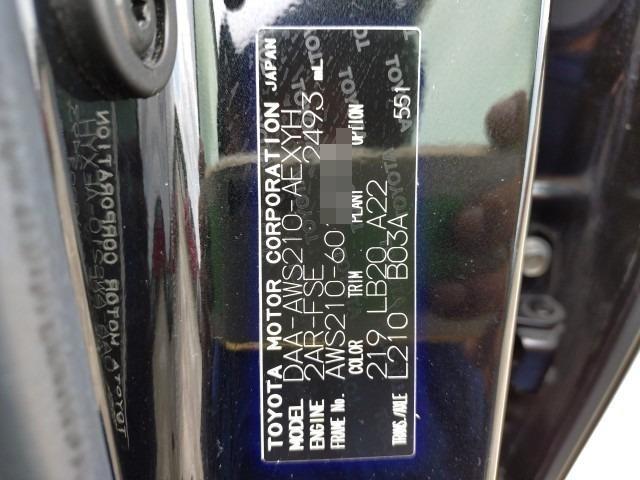 TOYOTA MOTOR CORPORATION JAPAN
MODEL DAA-AWS210-AEXYH
ENGINE 2AR-FSE 2493 mL
FRAME No. AWS210-60
COLOR TRIM PLANT OPTION
219 LB20 A22 551
TRANS./AXLE L210 B03A